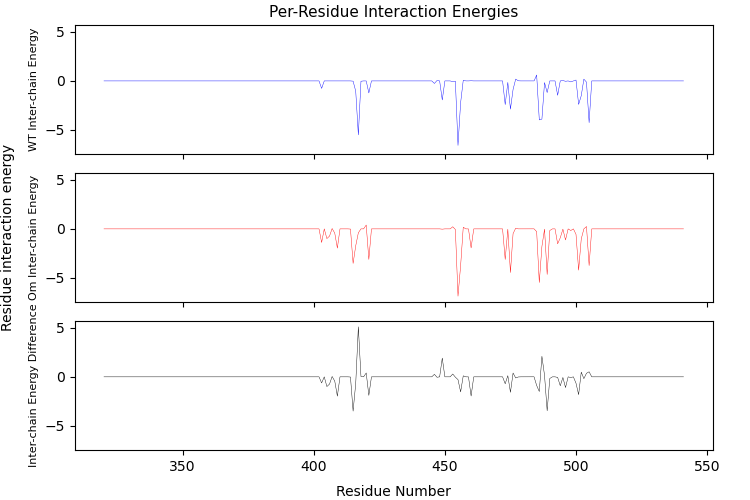 Per-Residue Interaction Energies
Residue interaction energy
WT Inter-chain Energy
5
0
−5
Om Inter-chain Energy
5
0
−5
Inter-chain Energy Difference
5
0
−5
350
400
450
500
550
Residue Number